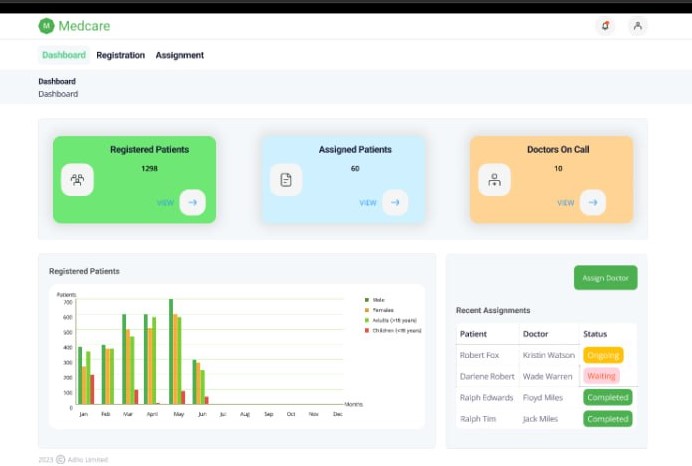 M Medcare
Dashboard Registration Assignment
Dashboard
Dashboard
Registered Patients
1298
VIEW
Assigned Patients
60
VIEW
Doctors On Call
10
VIEW
Registered Patients
Patients
700
600
500
400
300
200
100
0
Jan Feb Mar April May Jun Jul Aug Sep Oct Nov Dec
Months
Male
Females
Adults (>18 years)
Children (<18 years)
Assign Doctor
Recent Assignments
Patient Doctor Status
Robert Fox Kristin Watson Ongoing
Darlene Robert Wade Warren Waiting
Ralph Edwards Floyd Miles Completed
Ralph Tim Jack Miles Completed
2023 © Limited